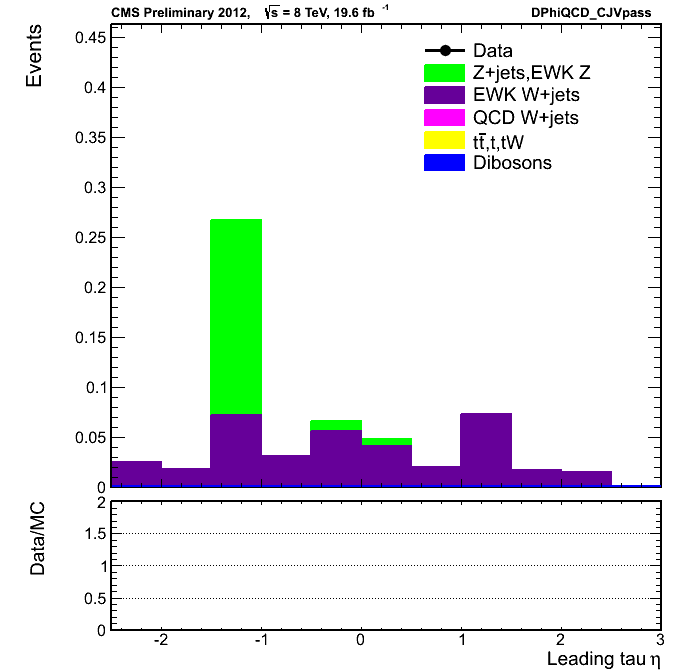 CMS Preliminary 2012, √s = 8 TeV, 19.6 fb⁻¹ DPhiQCD_CJVpass
Events
0.45
0.4
0.35
0.3
0.25
0.2
0.15
0.1
0.05
0
Data
Z+jets,EWK Z
EWK W+jets
QCD W+jets
tt̅,t,tW
Dibosons
Data/MC
2
1.5
1
0.5
0
-2 -1 0 1 2 3
Leading tau η